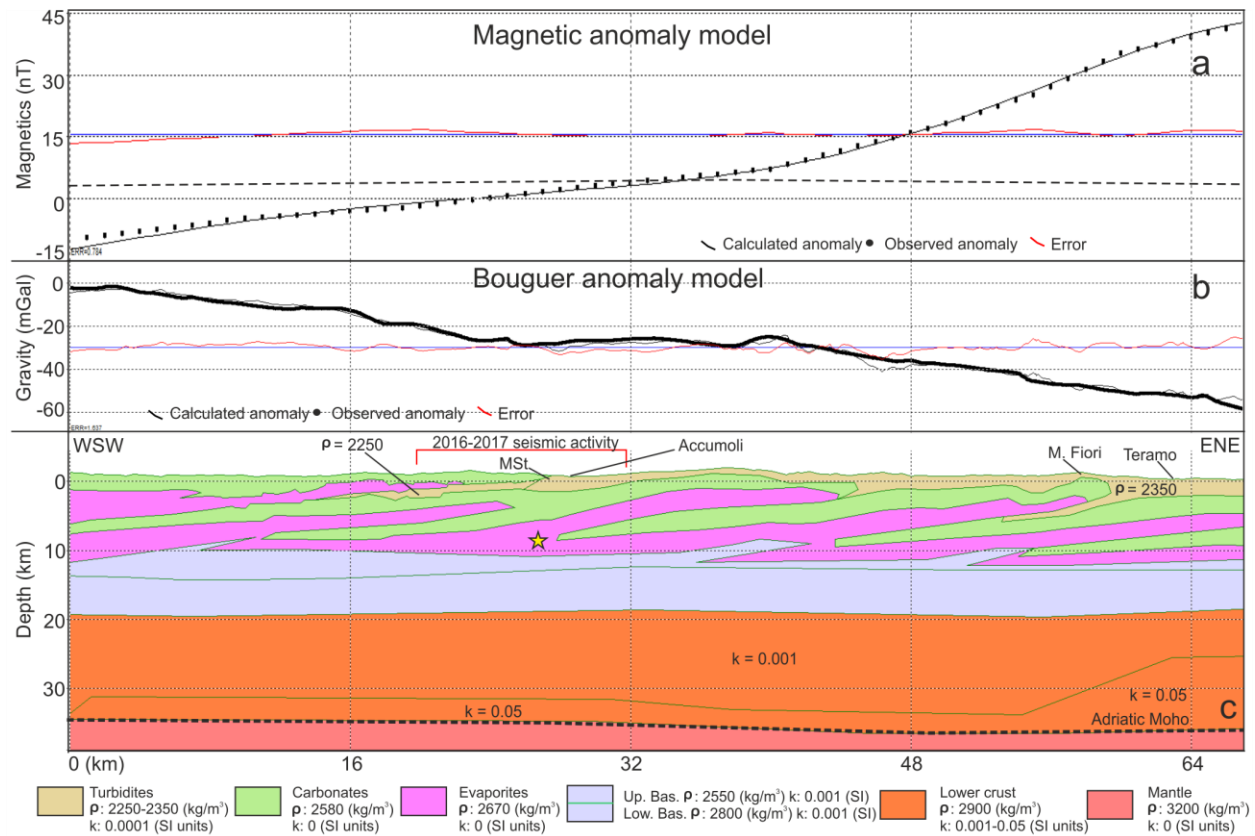 Magnetic anomaly model
a
Magnetics (nT)
45
30
15
0
-15
ERR=0.784
Calculated anomaly Observed anomaly Error
Bouguer anomaly model
b
Gravity (mGal)
0
-20
-40
-60
Calculated anomaly Observed anomaly Error
ERR=1.037
WSW
ρ = 2250
2016-2017 seismic activity
MSt
Accumoli
M. Fiori
Teramo
ENE
ρ = 2350
Depth (km)
0
10
20
30
k = 0.001
k = 0.05
k = 0.05
Adriatic Moho
c
0 (km)
16
32
48
64
Turbidites
ρ: 2250-2350 (kg/m³)
k: 0.0001 (SI units)
Carbonates
ρ: 2580 (kg/m³)
k: 0 (SI units)
Evaporites
ρ: 2670 (kg/m³)
k: 0 (SI units)
Up. Bas. ρ: 2550 (kg/m³) k: 0.001 (SI)
Low. Bas. ρ: 2800 (kg/m³) k: 0.001 (SI)
Lower crust
ρ: 2900 (kg/m³)
k: 0.001-0.05 (SI units)
Mantle
ρ: 3200 (kg/m³)
k: 0 (SI units)